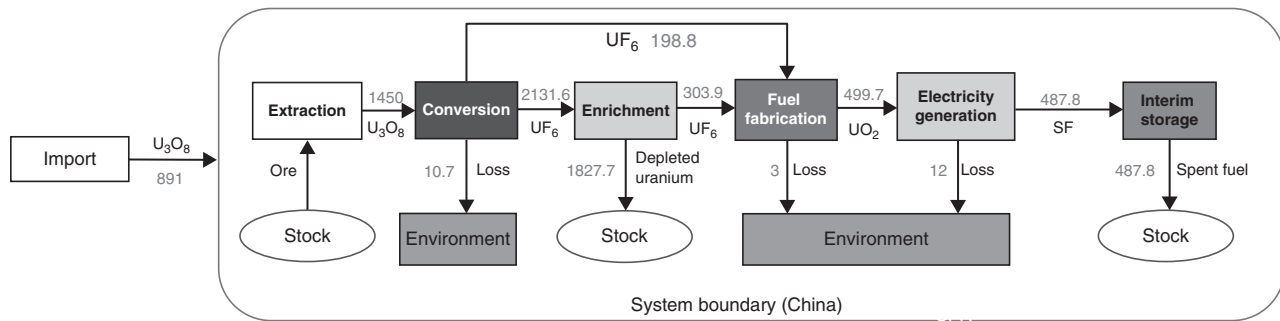 UF₆ 198.8
Extraction
1450
U₃O₈
Conversion
2131.6
UF₆
Enrichment
303.9
UF₆
Fuel
fabrication
499.7
UO₂
Electricity
generation
487.8
SF
Interim
storage
Import
U₃O₈
891
Ore
10.7
Loss
1827.7
Depleted
uranium
3
Loss
12
Loss
487.8
Spent fuel
Stock
Environment
Stock
Environment
Stock
System boundary (China)